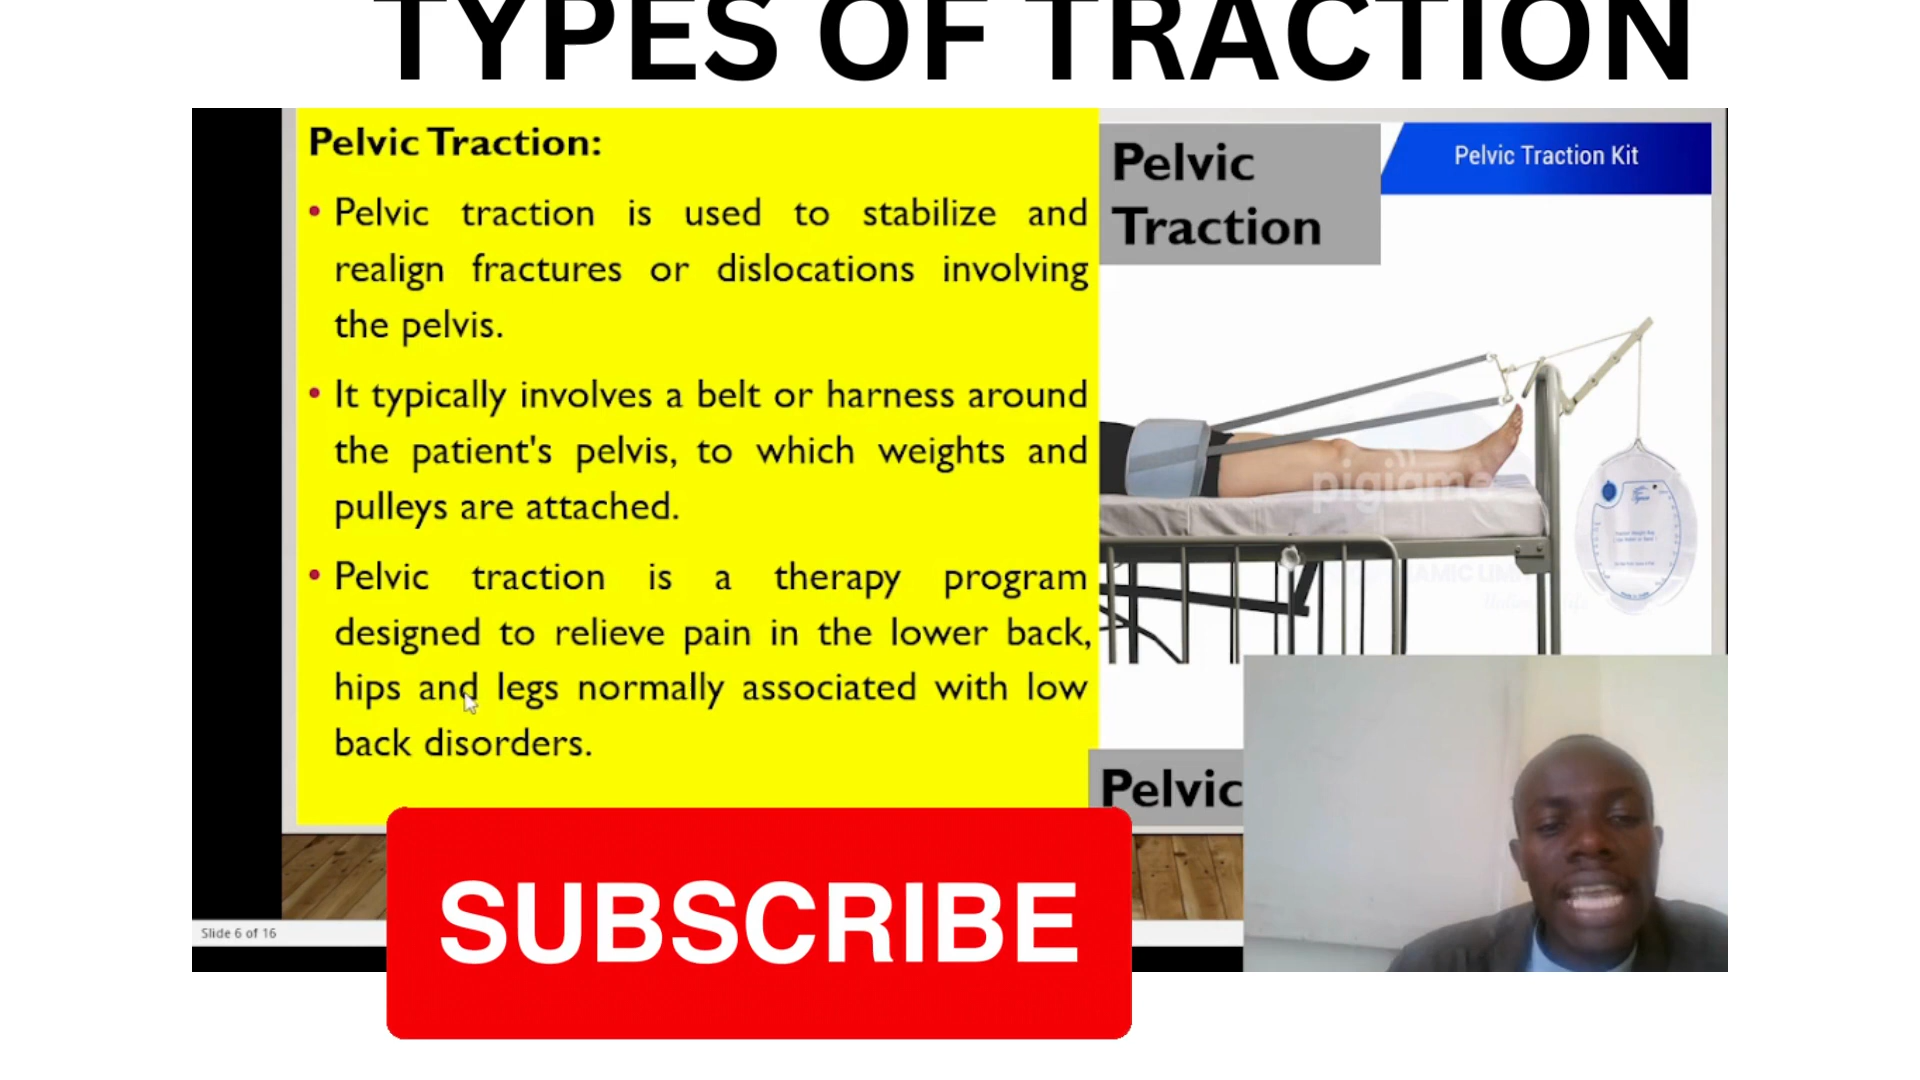 TYPES OF TRACTION
Pelvic Traction:
• Pelvic traction is used to stabilize and
realign fractures or dislocations involving
the pelvis.
• It typically involves a belt or harness around
the patient's pelvis, to which weights and
pulleys are attached.
• Pelvic traction is a therapy program
designed to relieve pain in the lower back,
hips and legs normally associated with low
back disorders.
Pelvic
Traction
Pelvic Traction Kit
pigiame
Pelvic
Slide 6 of 16
SUBSCRIBE